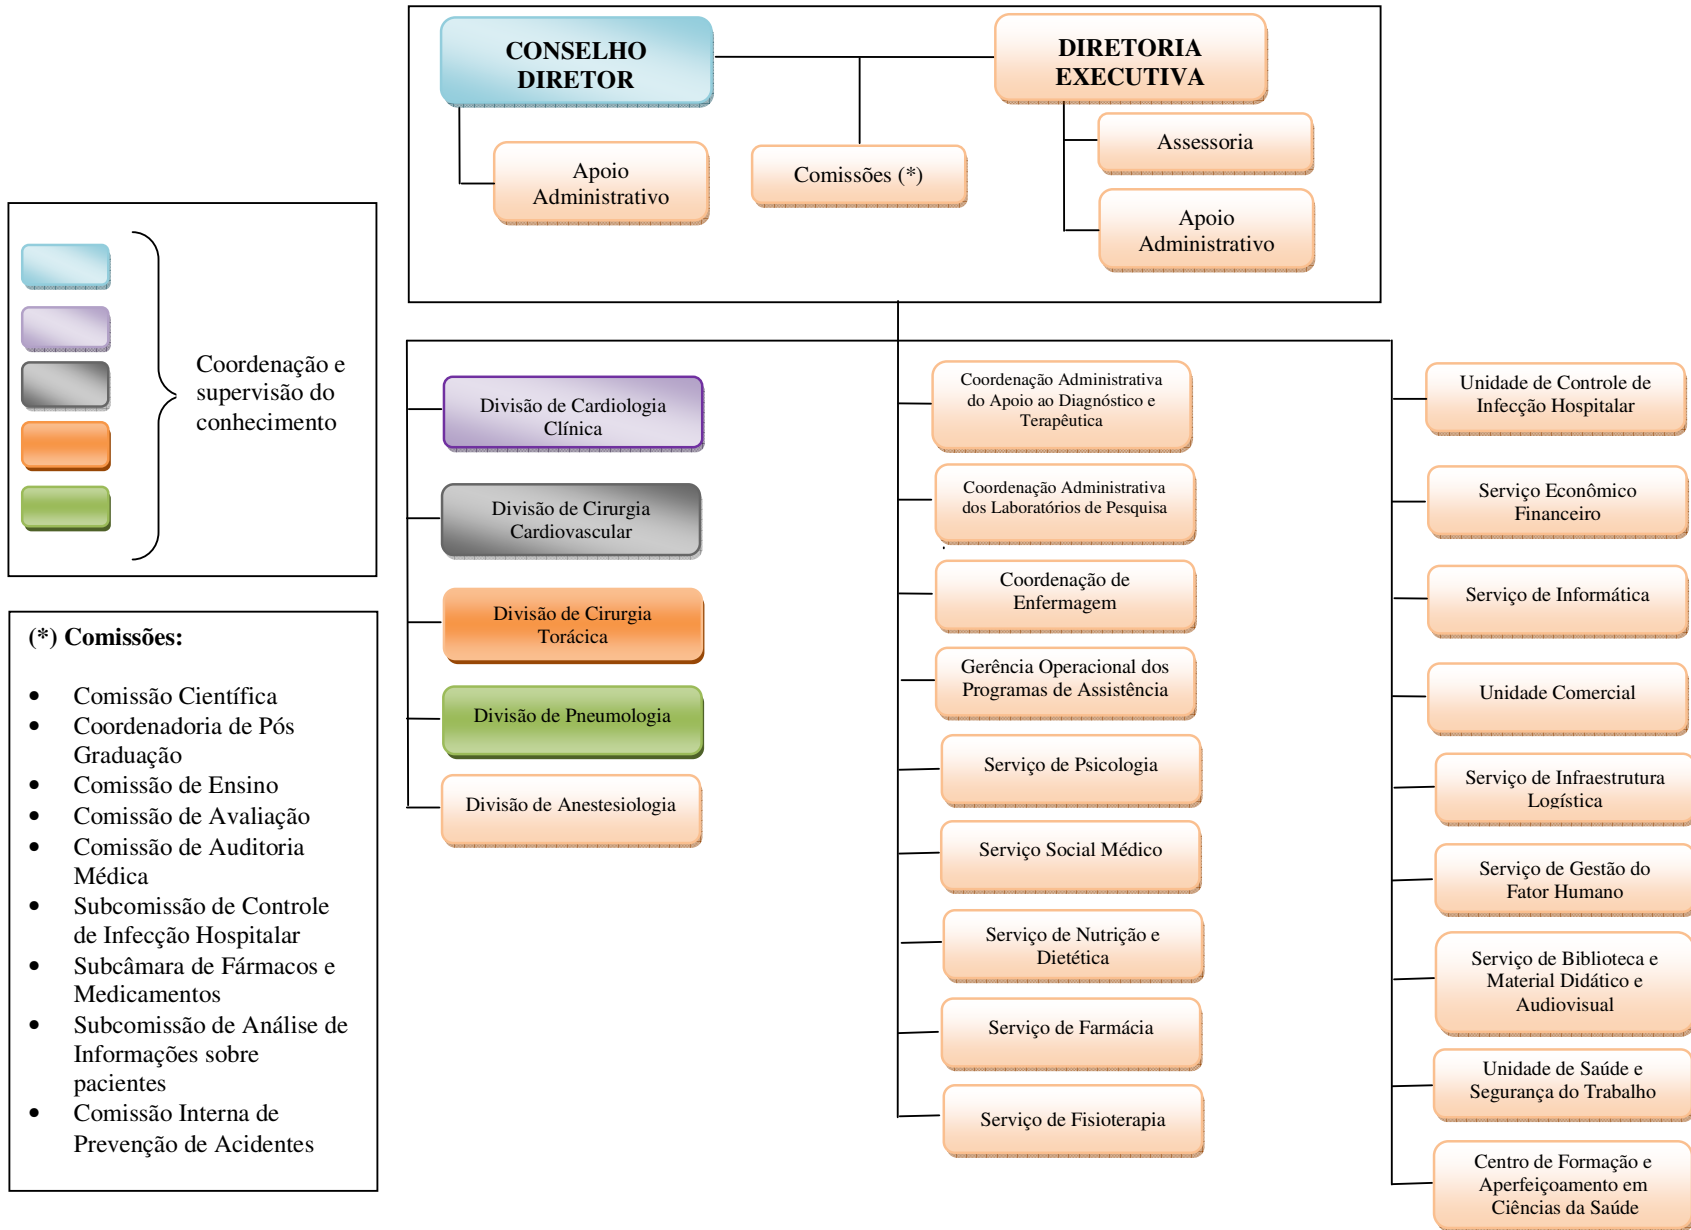 CONSELHO
DIRETOR
DIRETORIA
EXECUTIVA
Apoio
Administrativo
Comissões (*)
Assessoria
Apoio
Administrativo
Coordenação e
supervisão do
conhecimento
(*) Comissões:
• Comissão Científica
• Coordenadoria de Pós
Graduação
• Comissão de Ensino
• Comissão de Avaliação
• Comissão de Auditoria
Médica
• Subcomissão de Controle
de Infecção Hospitalar
• Subcâmara de Fármacos e
Medicamentos
• Subcomissão de Análise de
Informações sobre
pacientes
• Comissão Interna de
Prevenção de Acidentes
Divisão de Cardiologia
Clínica
Divisão de Cirurgia
Cardiovascular
Divisão de Cirurgia
Torácica
Divisão de Pneumologia
Divisão de Anestesiologia
Coordenação Administrativa
do Apoio ao Diagnóstico e
Terapêutica
Coordenação Administrativa
dos Laboratórios de Pesquisa
Coordenação de
Enfermagem
Gerência Operacional dos
Programas de Assistência
Serviço de Psicologia
Serviço Social Médico
Serviço de Nutrição e
Dietética
Serviço de Farmácia
Serviço de Fisioterapia
Unidade de Controle de
Infecção Hospitalar
Serviço Econômico
Financeiro
Serviço de Informática
Unidade Comercial
Serviço de Infraestrutura
Logística
Serviço de Gestão do
Fator Humano
Serviço de Biblioteca e
Material Didático e
Audiovisual
Unidade de Saúde e
Segurança do Trabalho
Centro de Formação e
Aperfeiçoamento em
Ciências da Saúde